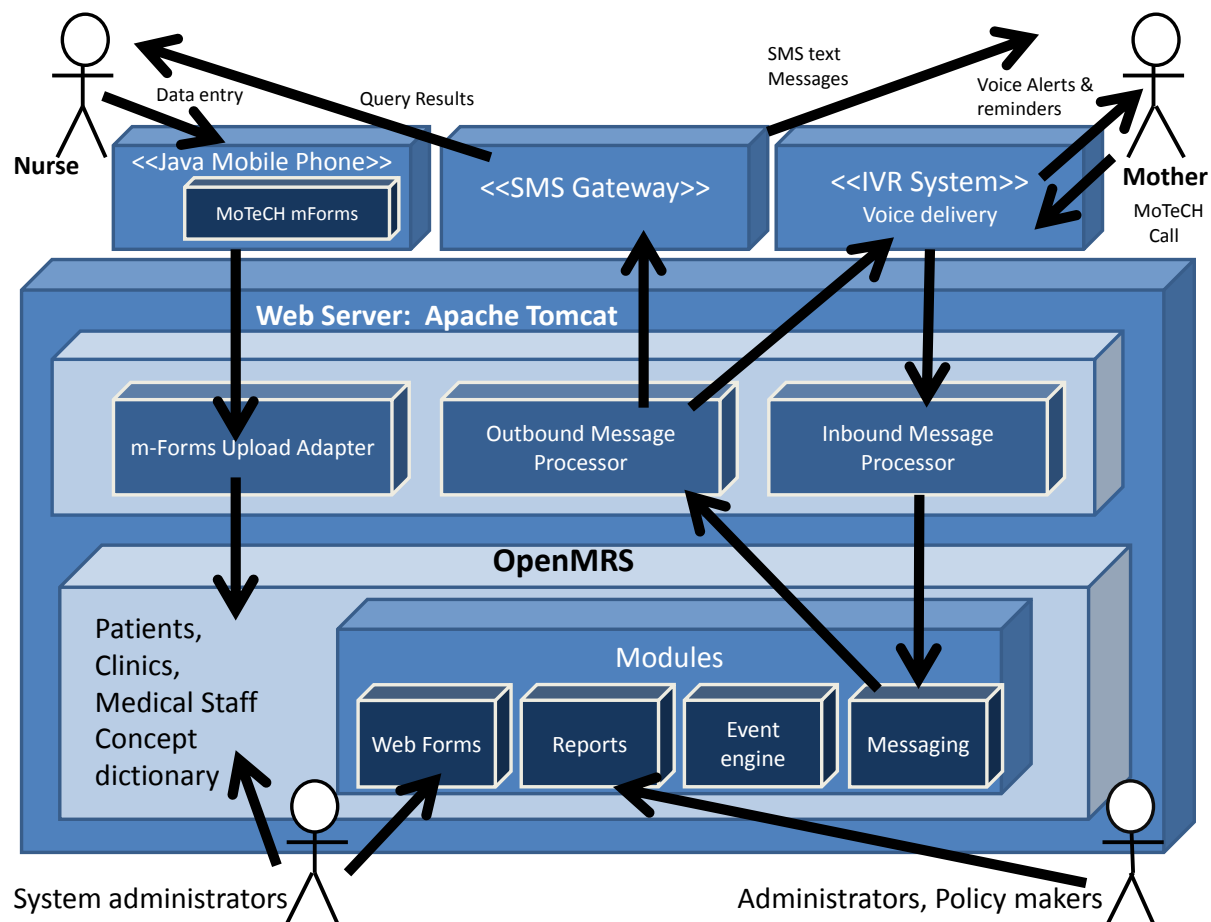 SMS text
Messages
Data entry
Query Results
Voice Alerts &
reminders
Nurse
<<Java Mobile Phone>>
MoTeCH mForms
<<SMS Gateway>>
<<IVR System>>
Voice delivery
Mother
MoTeCH
Call
Web Server:  Apache Tomcat
m-Forms Upload Adapter
Outbound Message
Processor
Inbound Message
Processor
OpenMRS
Patients,
Clinics,
Medical Staff
Concept
dictionary
Modules
Web Forms
Reports
Event
engine
Messaging
System administrators
Administrators, Policy makers